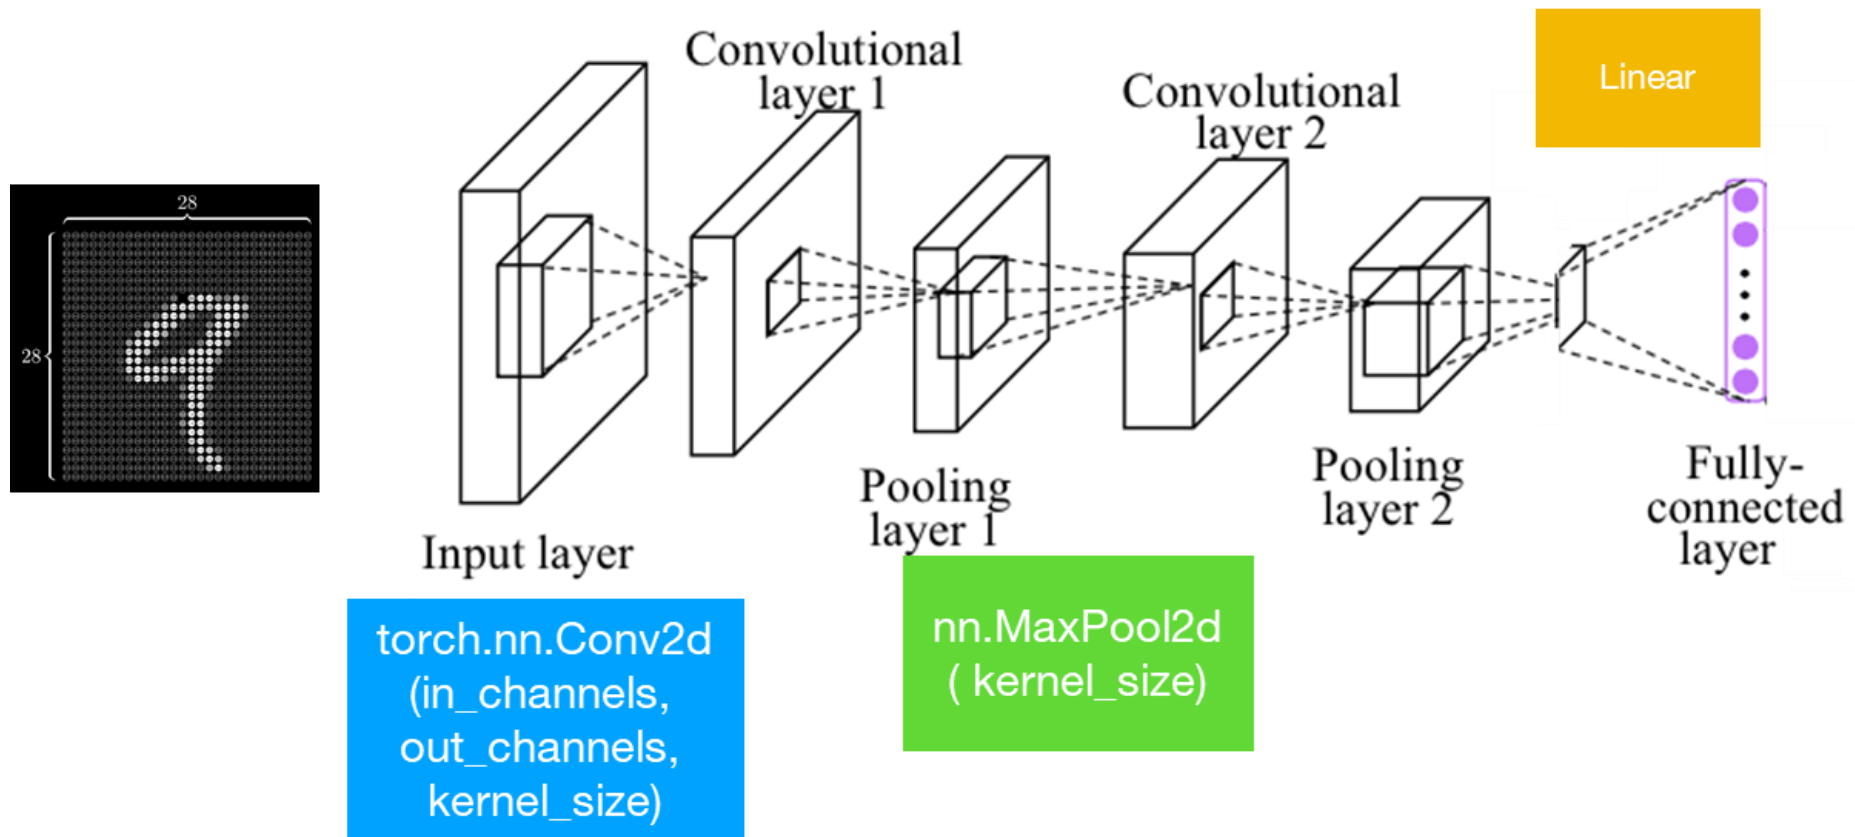 28
28
Convolutional
layer 1
Convolutional
layer 2
Linear
Input layer
Pooling
layer 1
Pooling
layer 2
Fully-
connected
layer
torch.nn.Conv2d
(in_channels,
out_channels,
kernel_size)
nn.MaxPool2d
( kernel_size)